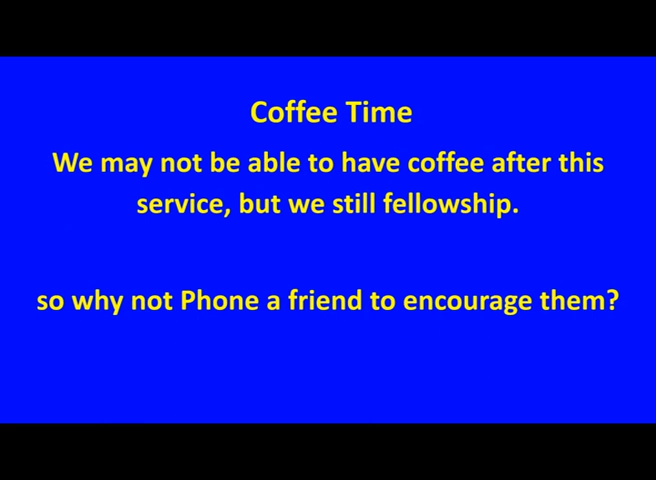 Coffee Time
We may not be able to have coffee after this
service, but we still fellowship.
so why not Phone a friend to encourage them?